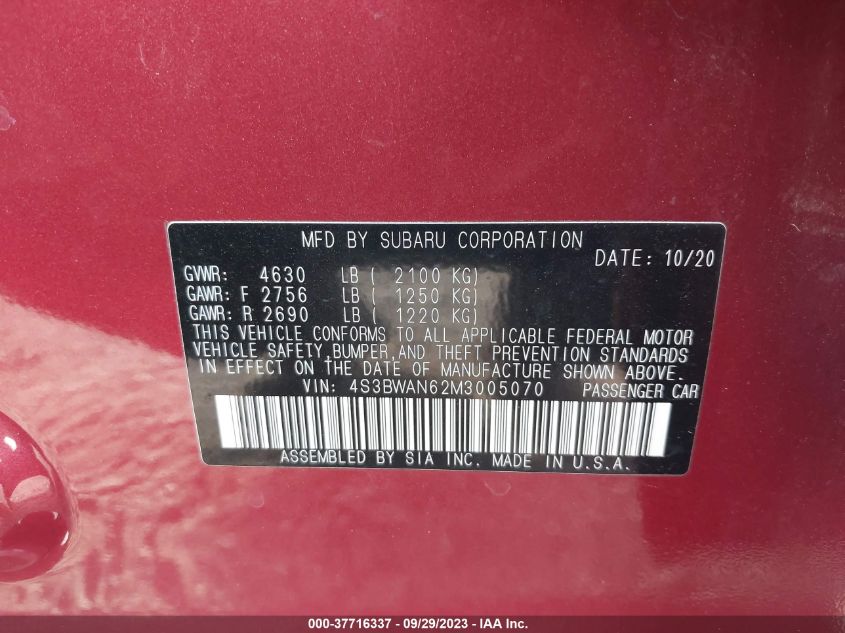 MFD BY SUBARU CORPORATION
DATE: 10/20
GVWR: 4630 LB ( 2100 KG)
GAWR: F 2756 LB ( 1250 KG)
GAWR: R 2690 LB ( 1220 KG)
THIS VEHICLE CONFORMS TO ALL APPLICABLE FEDERAL MOTOR
VEHICLE SAFETY,BUMPER,AND THEFT PREVENTION STANDARDS
IN EFFECT ON THE DATE OF MANUFACTURE SHOWN ABOVE.
VIN: 4S3BWAN62M3005070 PASSENGER CAR
ASSEMBLED BY SIA INC. MADE IN U.S.A.
000-37716337 - 09/29/2023 - IAA Inc.